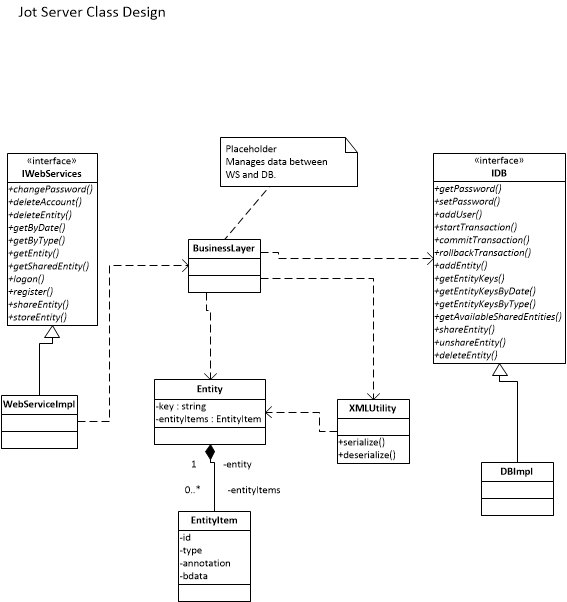 Jot Server Class Design
«interface»
IWebServices
+changePassword()
+deleteAccount()
+deleteEntity()
+getByDate()
+getByType()
+getEntity()
+getSharedEntity()
+logon()
+register()
+shareEntity()
+storeEntity()
Placeholder
Manages data between
WS and DB.
«interface»
IDB
+getPassword()
+setPassword()
+addUser()
+startTransaction()
+commitTransaction()
+rollbackTransaction()
+addEntity()
+getEntityKeys()
+getEntityKeysByDate()
+getEntityKeysByType()
+getAvailableSharedEntities()
+shareEntity()
+unshareEntity()
+deleteEntity()
BusinessLayer
WebServiceImpl
Entity
-key : string
-entityItems : EntityItem
XMLUtility
+serialize()
+deserialize()
DBImpl
1
-entity
0..*
-entityItems
EntityItem
-id
-type
-annotation
-bdata